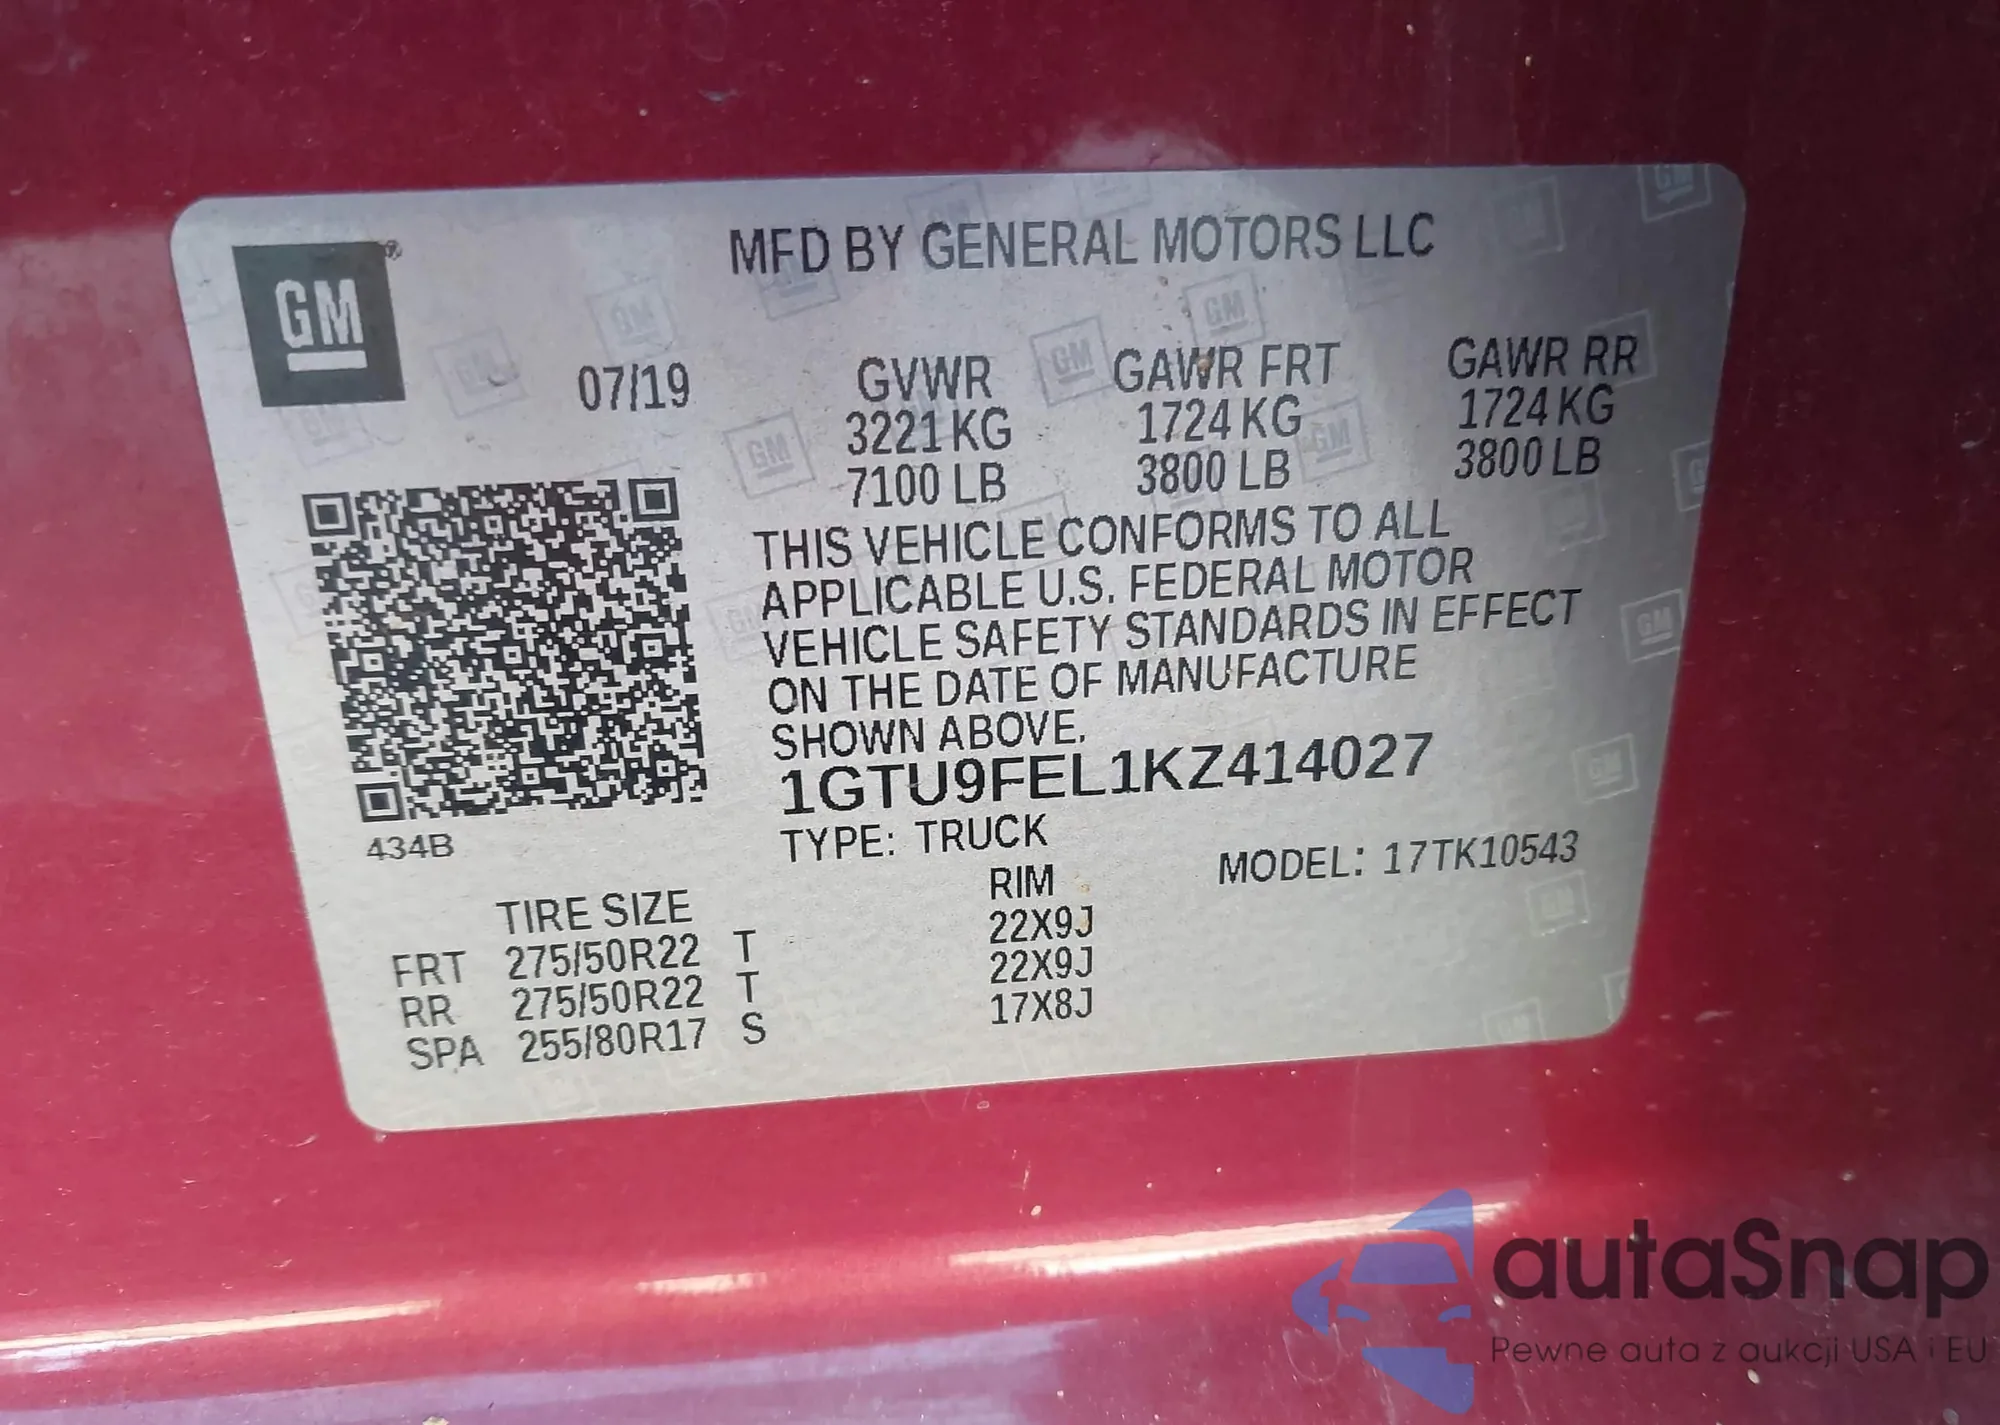 MFD BY GENERAL MOTORS LLC
GM
®
07/19
GVWR GAWR FRT GAWR RR
3221 KG 1724 KG 1724 KG
7100 LB 3800 LB 3800 LB
THIS VEHICLE CONFORMS TO ALL
APPLICABLE U.S. FEDERAL MOTOR
VEHICLE SAFETY STANDARDS IN EFFECT
ON THE DATE OF MANUFACTURE
SHOWN ABOVE.
1GTU9FEL1KZ414027
434B
TYPE: TRUCK MODEL: 17TK10543
TIRE SIZE RIM
FRT 275/50R22 T 22X9J
RR 275/50R22 T 22X9J
SPA 255/80R17 S 17X8J
autaSnap
Pewne auta z aukcji USA i EU